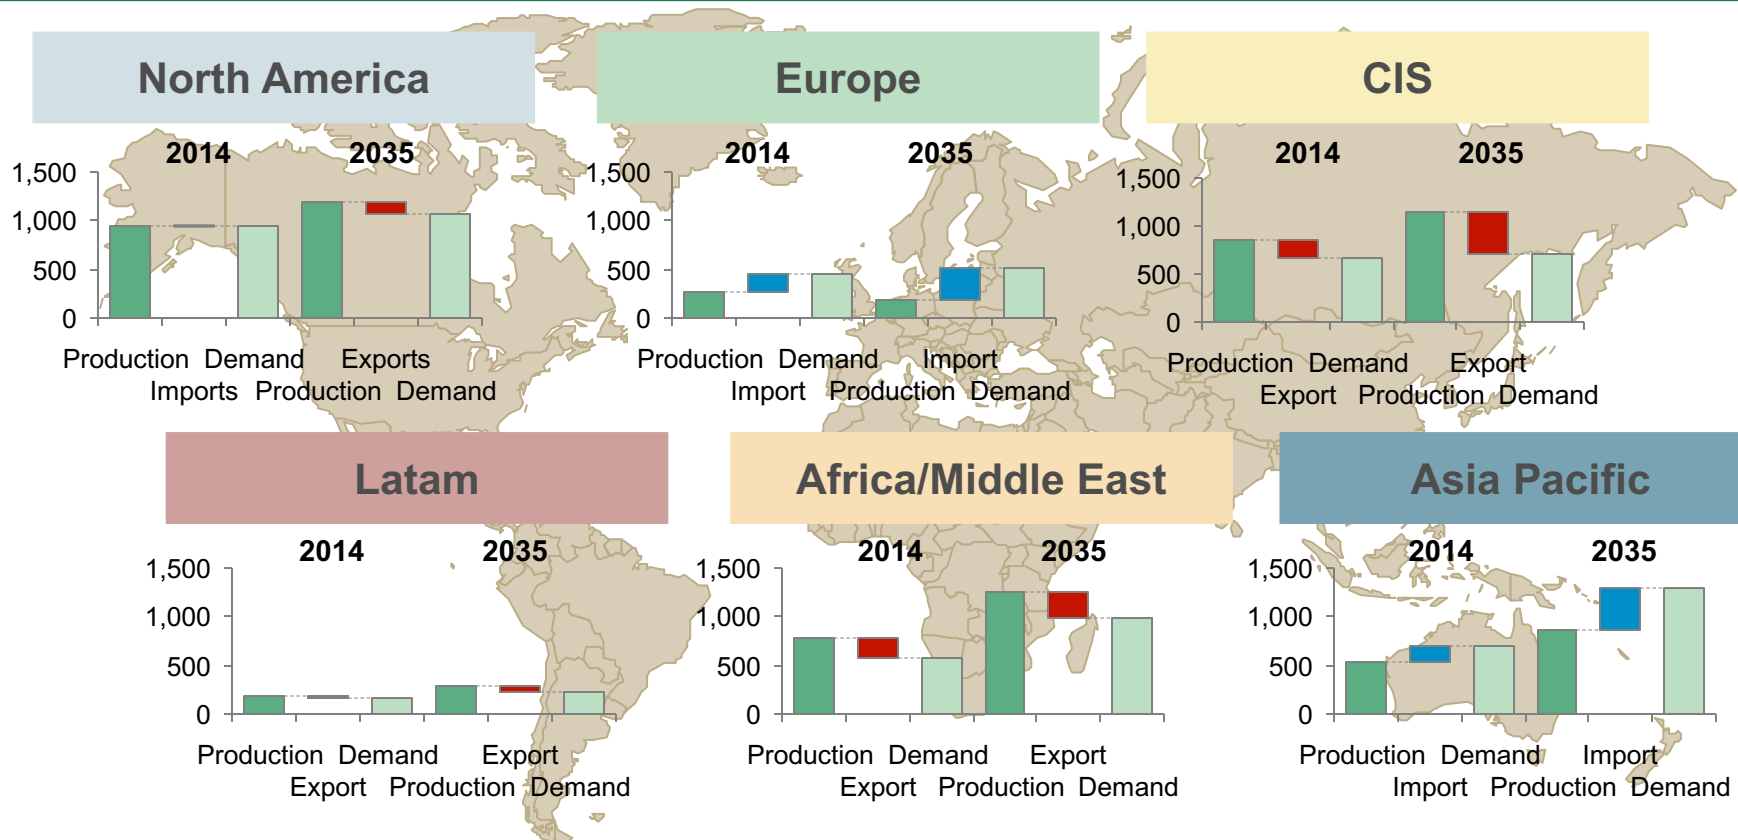 North America
2014 2035
1,500
1,000
500
0
Production Demand Exports
Imports Production Demand
Europe
2014 2035
1,500
1,000
500
0
Production Demand Import
Import Production Demand
CIS
2014 2035
1,500
1,000
500
0
Production Demand Export
Export Production Demand
Latam
2014 2035
1,500
1,000
500
0
Production Demand Export
Export Production Demand
Africa/Middle East
2014 2035
1,500
1,000
500
0
Production Demand Export
Export Production Demand
Asia Pacific
2014 2035
1,500
1,000
500
0
Production Demand Import
Import Production Demand